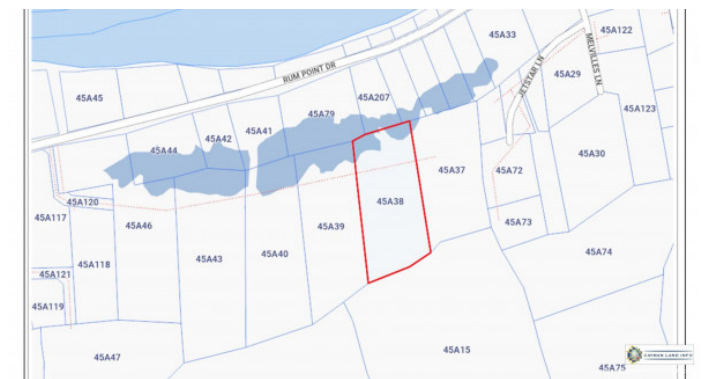 45A33
45A122
RUM POINT DR
MELVILLES LN
JETSTAR LN
45A29
45A45
45A207
45A79
45A123
45A41
45A42
45A44
45A30
45A37
45A72
45A38
45A120
45A117
45A46
45A39
45A73
45A40
45A43
45A74
45A118
45A121
45A119
45A15
45A47
CAYMAN LAND INFO
45A75